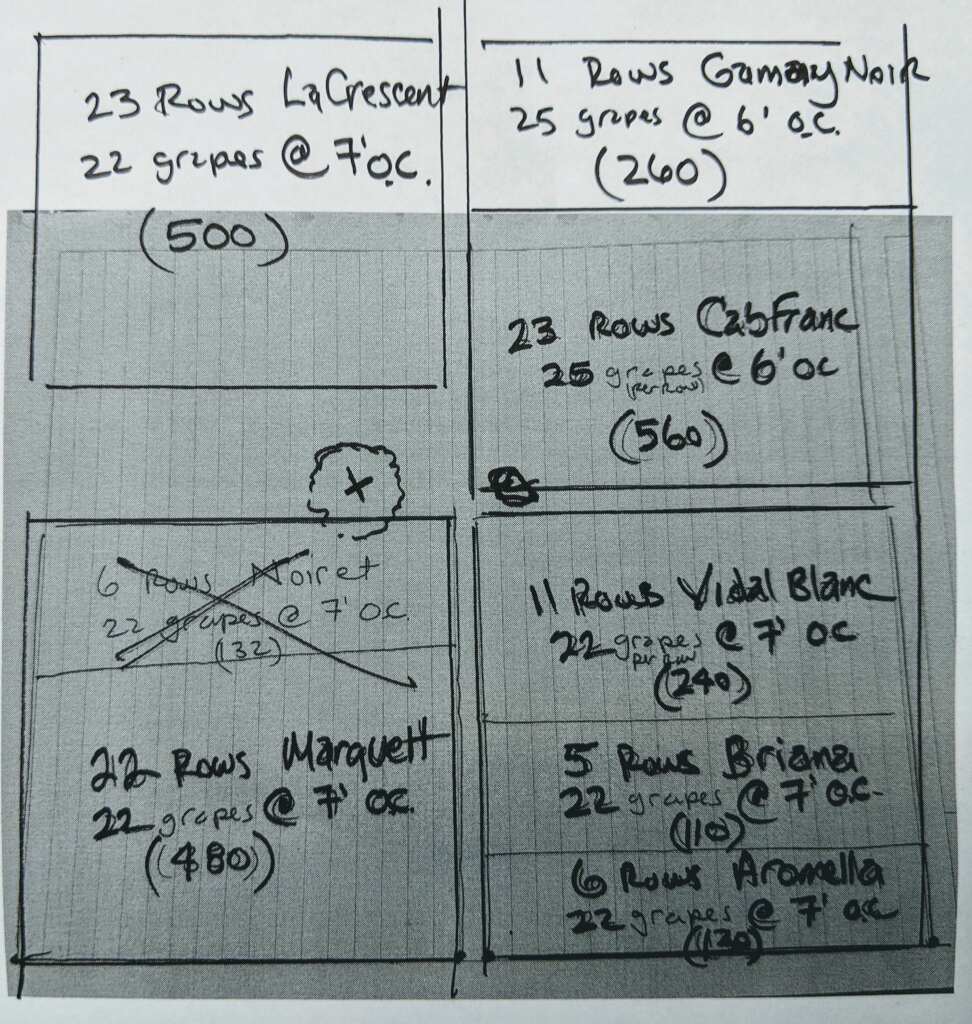 23 Rows LaCrescent
22 grapes @ 7' O.C.
(500)
11 Rows Gamay Noir
25 grapes @ 6' O.C.
(260)
23 Rows Cab Franc
25 grapes @ 6' OC
(per Row)
(560)
6 Rows Noiret
22 grapes @ 7' O.C.
(132)
22 Rows Marquett
22 grapes @ 7' O.C.
(480)
11 Rows Vidal Blanc
22 grapes @ 7' OC
per row
(240)
5 Rows Briana
22 grapes @ 7' O.C.
(110)
6 Rows Aromella
22 grapes @ 7' O.C.
(120)